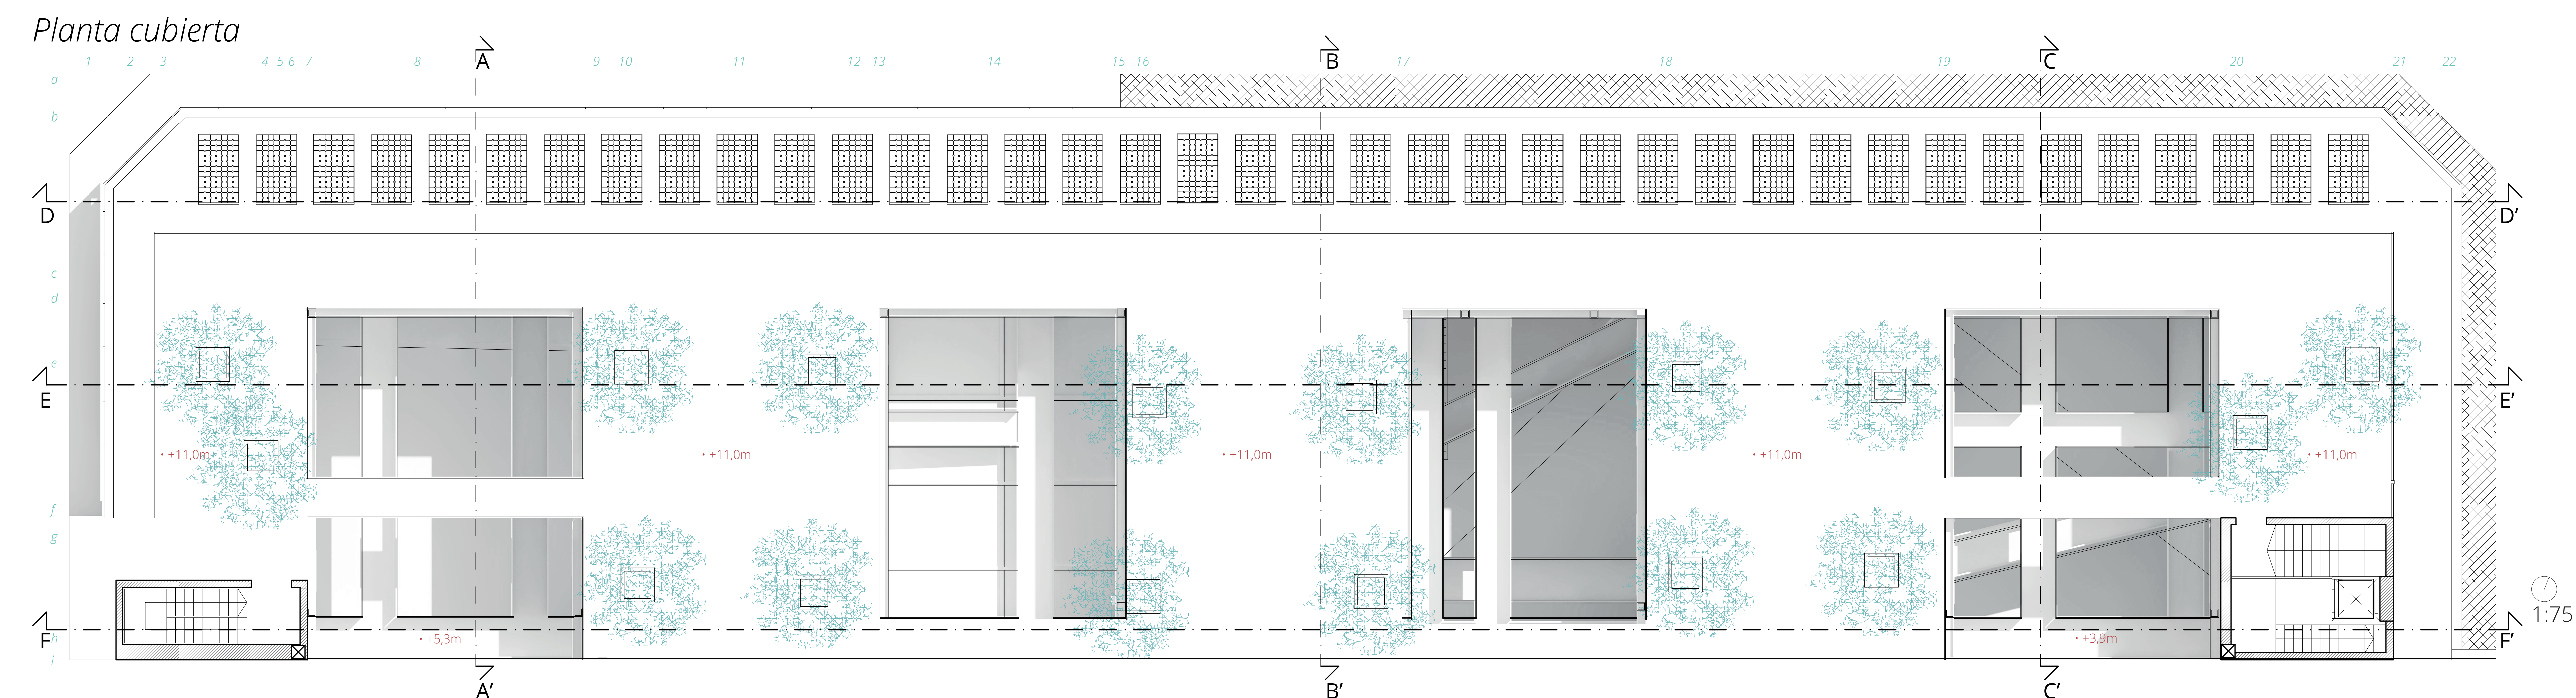 Planta cubierta
A B C
1 2 3 4 5 6 7 8 9 10 11 12 13 14 15 16 17 18 19 20 21 22
a
b
D D’
c
d
e
E E’
+11,0m +11,0m +11,0m +11,0m +11,0m
f
g
1:75
F h +5,3m +3,9m F’
i
A’ B’ C’